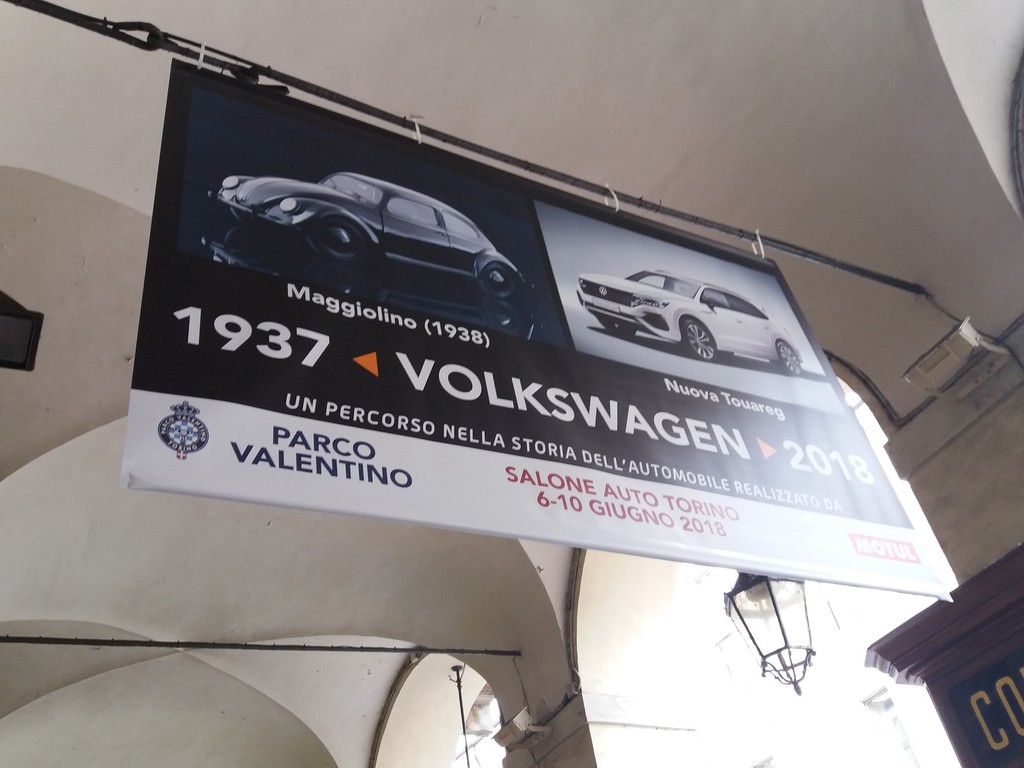 Maggiolino (1938)
Nuova Touareg
1937 VOLKSWAGEN 2018
UN PERCORSO NELLA STORIA DELL'AUTOMOBILE REALIZZATO DA
PARCO
VALENTINO
SALONE AUTO TORINO
6-10 GIUGNO 2018
MOTUL